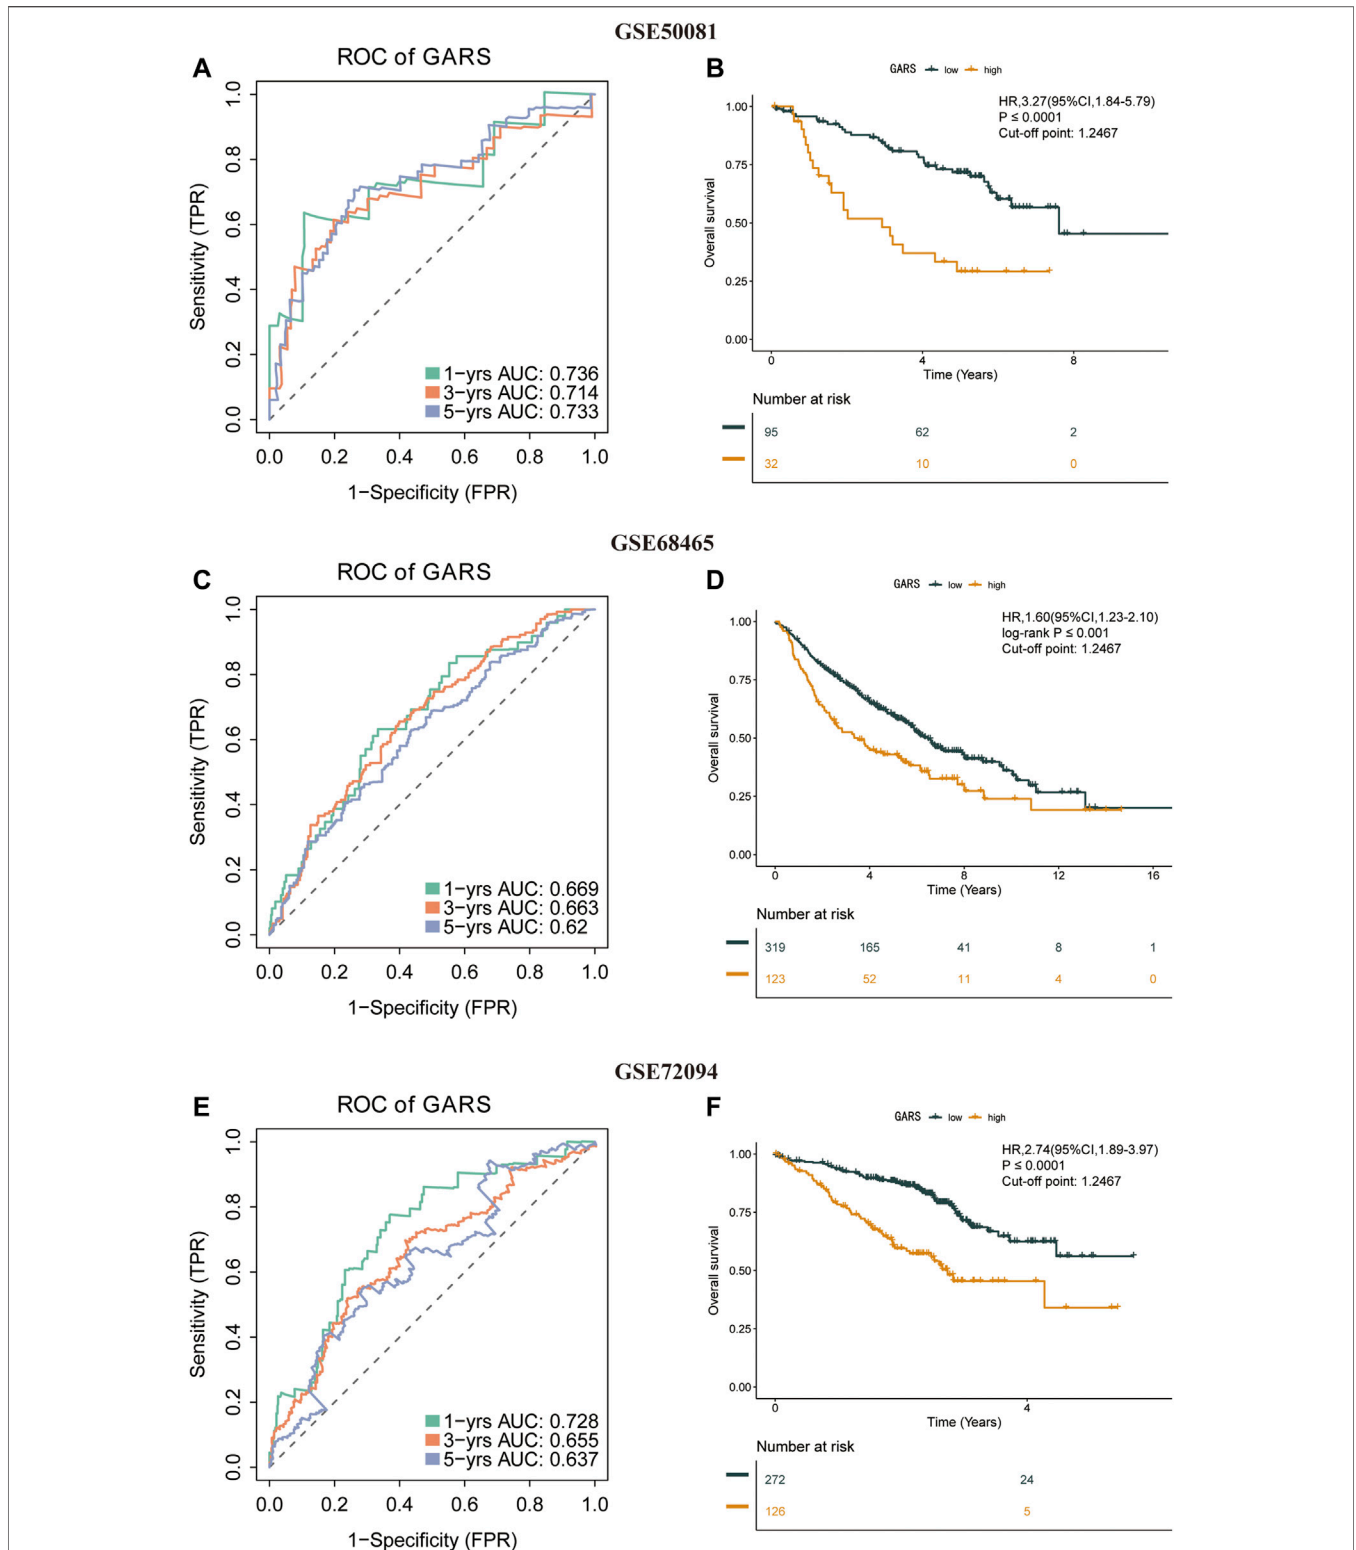 GSE50081
A
ROC of GARS
Sensitivity (TPR)
1.0
0.8
0.6
0.4
0.2
0.0
1-yrs AUC: 0.736
3-yrs AUC: 0.714
5-yrs AUC: 0.733
0.0 0.2 0.4 0.6 0.8 1.0
1-Specificity (FPR)
B
GARS low high
HR,3.27(95%CI,1.84-5.79)
P ≤ 0.0001
Cut-off point: 1.2467
Overall survival
1.00
0.75
0.50
0.25
0.00
0 4 8
Time (Years)
Number at risk
95 62 2
32 10 0
GSE68465
C
ROC of GARS
Sensitivity (TPR)
1.0
0.8
0.6
0.4
0.2
0.0
1-yrs AUC: 0.669
3-yrs AUC: 0.663
5-yrs AUC: 0.62
0.0 0.2 0.4 0.6 0.8 1.0
1-Specificity (FPR)
D
GARS low high
HR,1.60(95%CI,1.23-2.10)
log-rank P ≤ 0.001
Cut-off point: 1.2467
Overall survival
1.00
0.75
0.50
0.25
0.00
0 4 8 12 16
Time (Years)
Number at risk
319 165 41 8 1
123 52 11 4 0
GSE72094
E
ROC of GARS
Sensitivity (TPR)
1.0
0.8
0.6
0.4
0.2
0.0
1-yrs AUC: 0.728
3-yrs AUC: 0.655
5-yrs AUC: 0.637
0.0 0.2 0.4 0.6 0.8 1.0
1-Specificity (FPR)
F
GARS low high
HR,2.74(95%CI,1.89-3.97)
P ≤ 0.0001
Cut-off point: 1.2467
Overall survival
1.00
0.75
0.50
0.25
0.00
0 4
Time (Years)
Number at risk
272 24
126 5